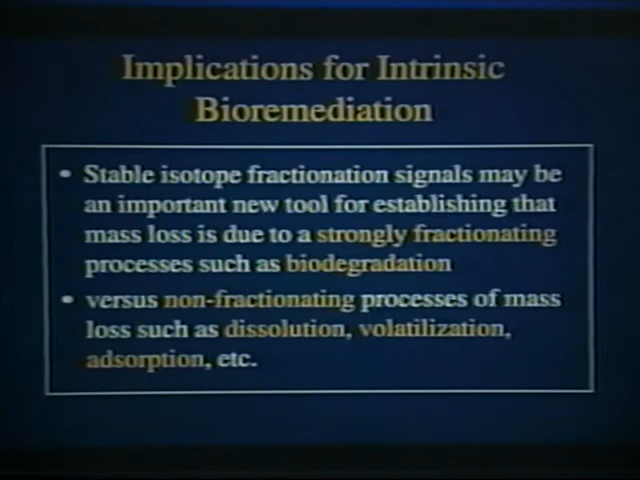 Implications for Intrinsic
Bioremediation
• Stable isotope fractionation signals may be
an important new tool for establishing that
mass loss is due to a strongly fractionating
processes such as biodegradation
• versus non-fractionating processes of mass
loss such as dissolution, volatilization,
adsorption, etc.